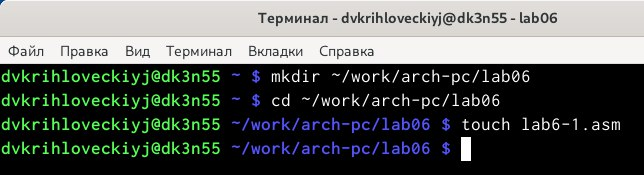 Терминал - dvkrihloveckiyj@dk3n55 - lab06
Файл Правка Вид Терминал Вкладки Справка
dvkrihloveckiyj@dk3n55 ~ $ mkdir ~/work/arch-pc/lab06
dvkrihloveckiyj@dk3n55 ~ $ cd ~/work/arch-pc/lab06
dvkrihloveckiyj@dk3n55 ~/work/arch-pc/lab06 $ touch lab6-1.asm
dvkrihloveckiyj@dk3n55 ~/work/arch-pc/lab06 $